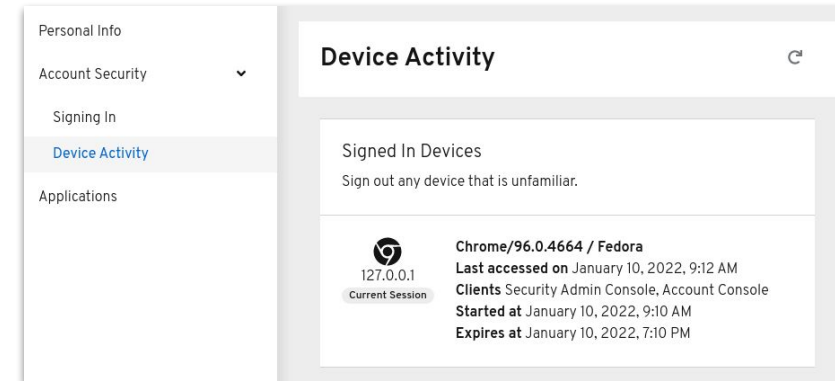 Personal Info
Account Security
Signing In
Device Activity
Applications
Device Activity
Signed In Devices
Sign out any device that is unfamiliar.
127.0.0.1
Current Session
Chrome/96.0.4664 / Fedora
Last accessed on January 10, 2022, 9:12 AM
Clients Security Admin Console, Account Console
Started at January 10, 2022, 9:10 AM
Expires at January 10, 2022, 7:10 PM